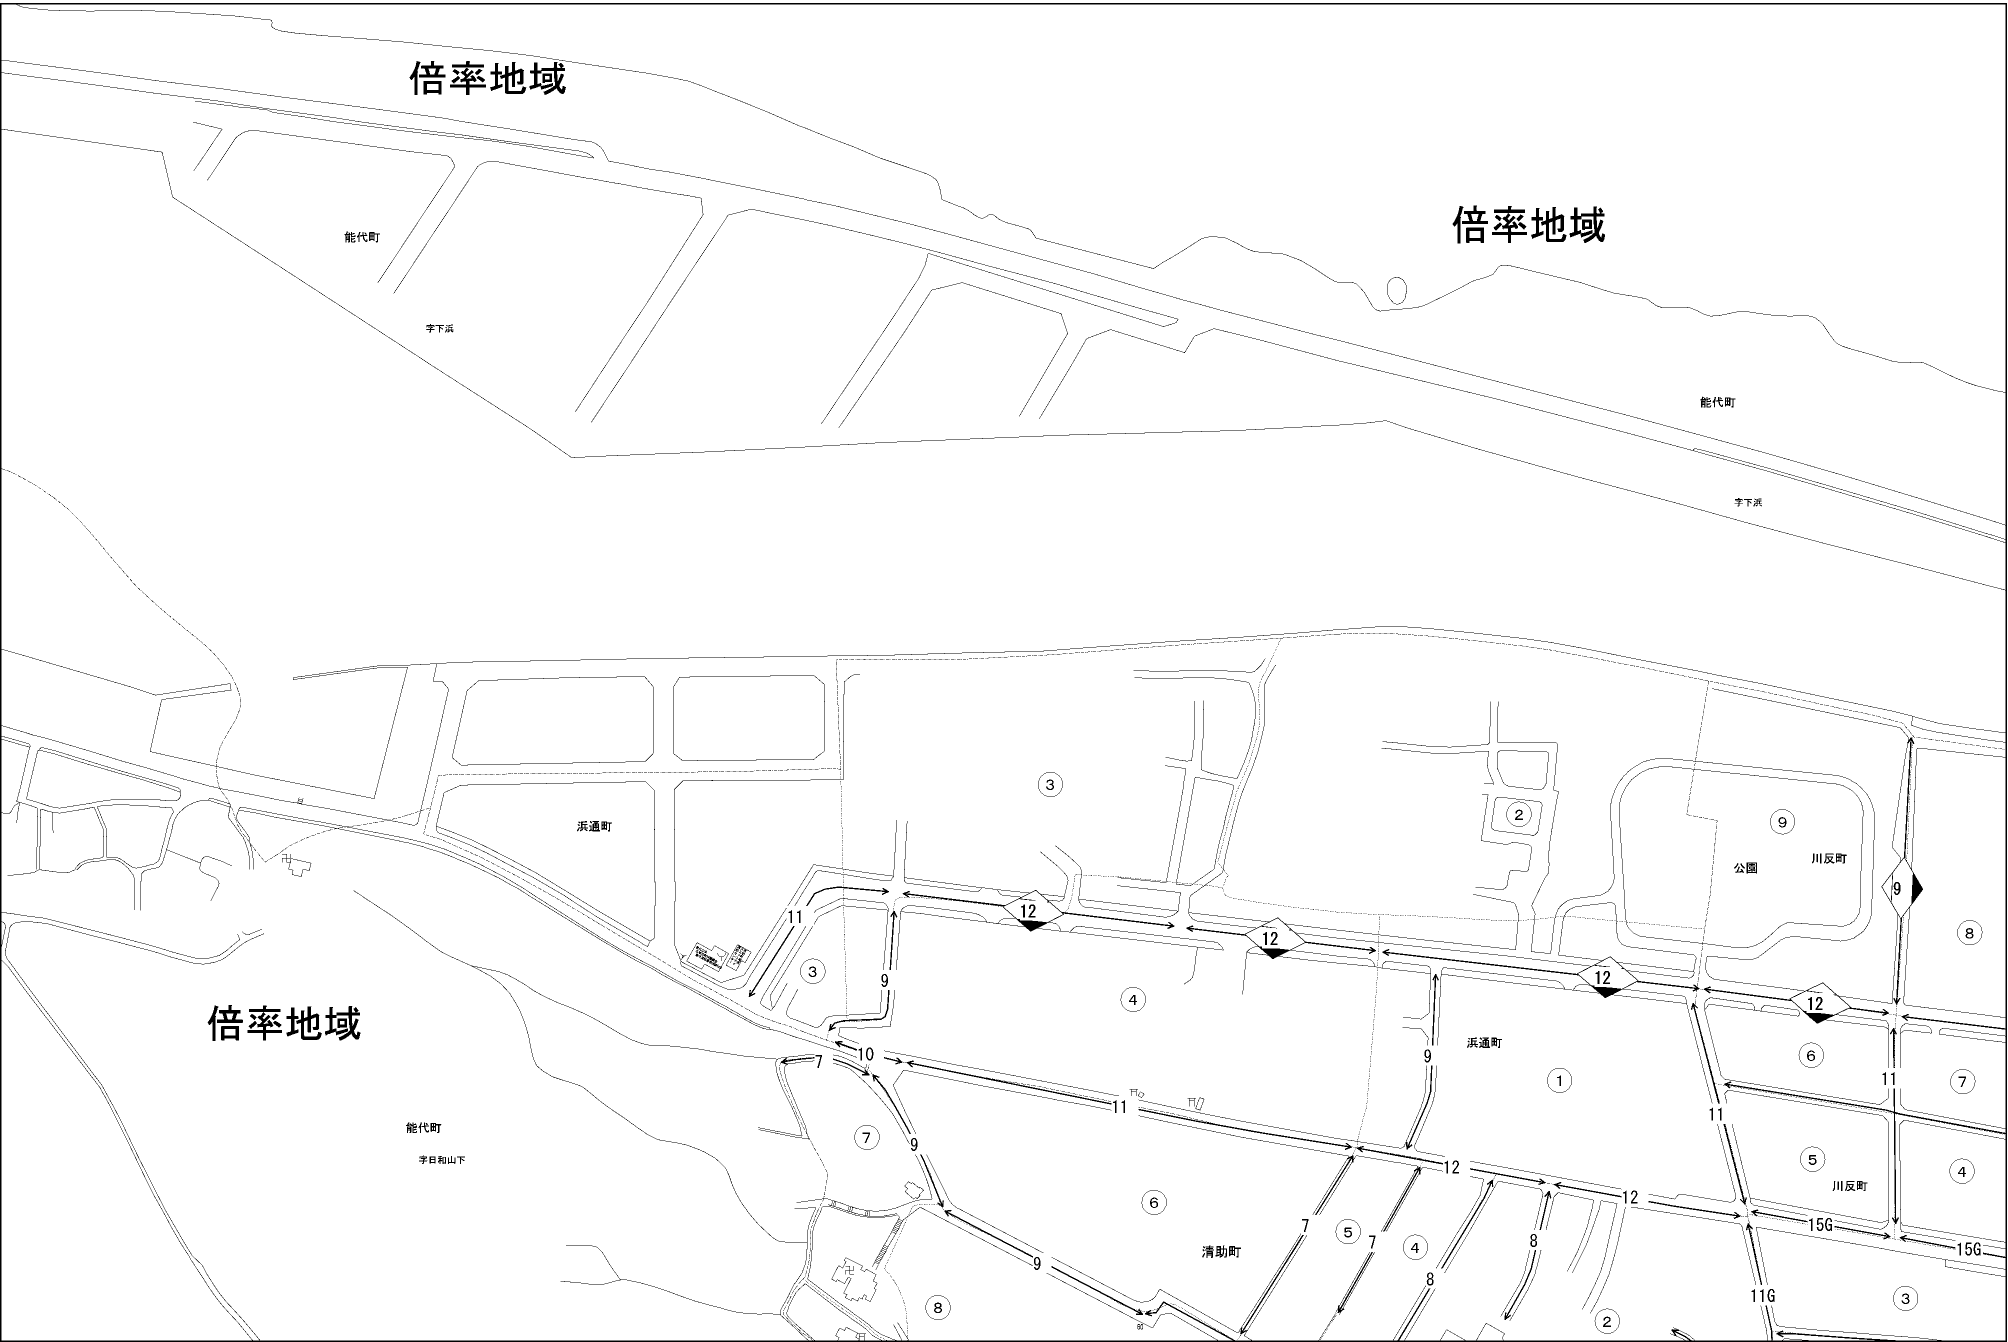 倍率地域
倍率地域
能代町
字下浜
能代町
字下浜
③
②
⑨
浜通町
公園
川反町
9
11
12
12
12
12
⑧
③
9
④
浜通町
⑥
⑦
倍率地域
7
10
9
①
11
11
11
能代町
字日和山下
⑦
9
12
⑤
④
川反町
12
⑥
7
⑤
7
④
8
15G
15G
清助町
9
8
11G
⑧
②
③